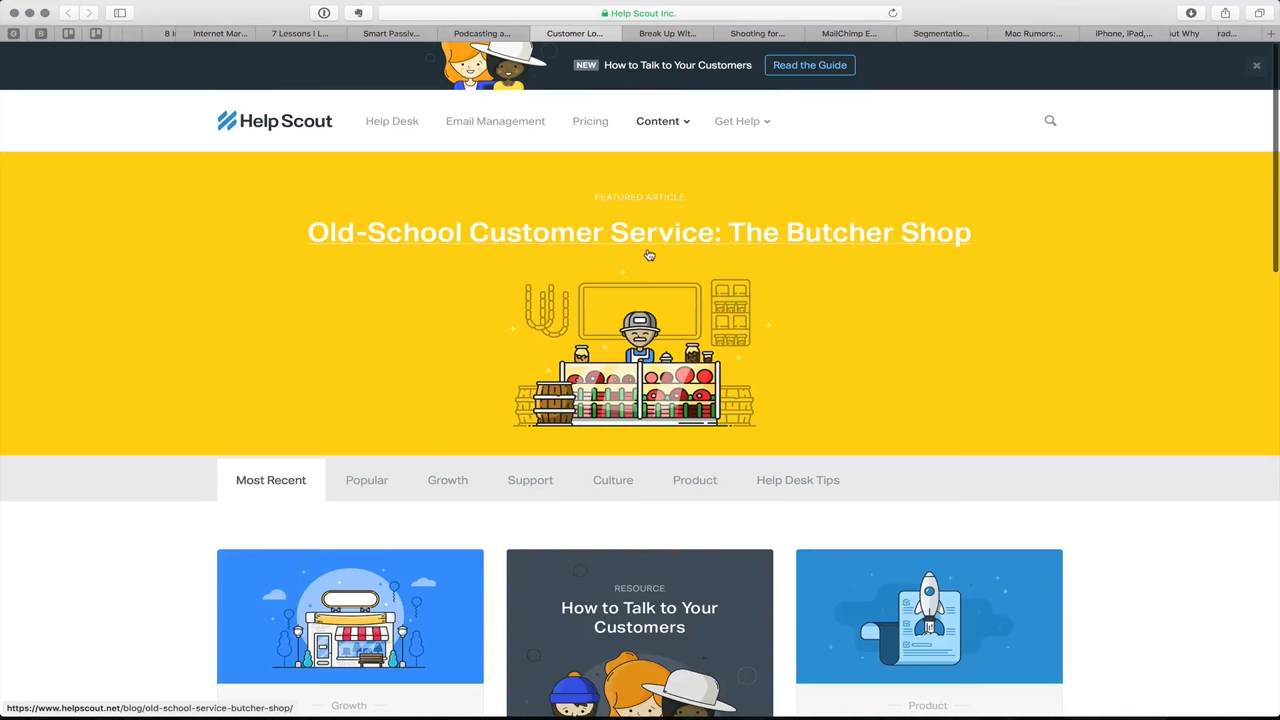 Help Scout Inc.
G
B
8 I
Internet Mar...
7 Lessons I L...
Smart Passiv...
Podcasting a...
Customer Lo...
Break Up Wit...
Shooting for...
MailChimp E...
Segmentatio...
Mac Rumors:...
iPhone, iPad,...
ut Why
rad...
NEW How to Talk to Your Customers Read the Guide
Help Scout
Help Desk
Email Management
Pricing
Content
Get Help
FEATURED ARTICLE
Old-School Customer Service: The Butcher Shop
Most Recent
Popular
Growth
Support
Culture
Product
Help Desk Tips
RESOURCE
How to Talk to Your
Customers
Growth
Product
https://www.helpscout.net/blog/old-school-service-butcher-shop/